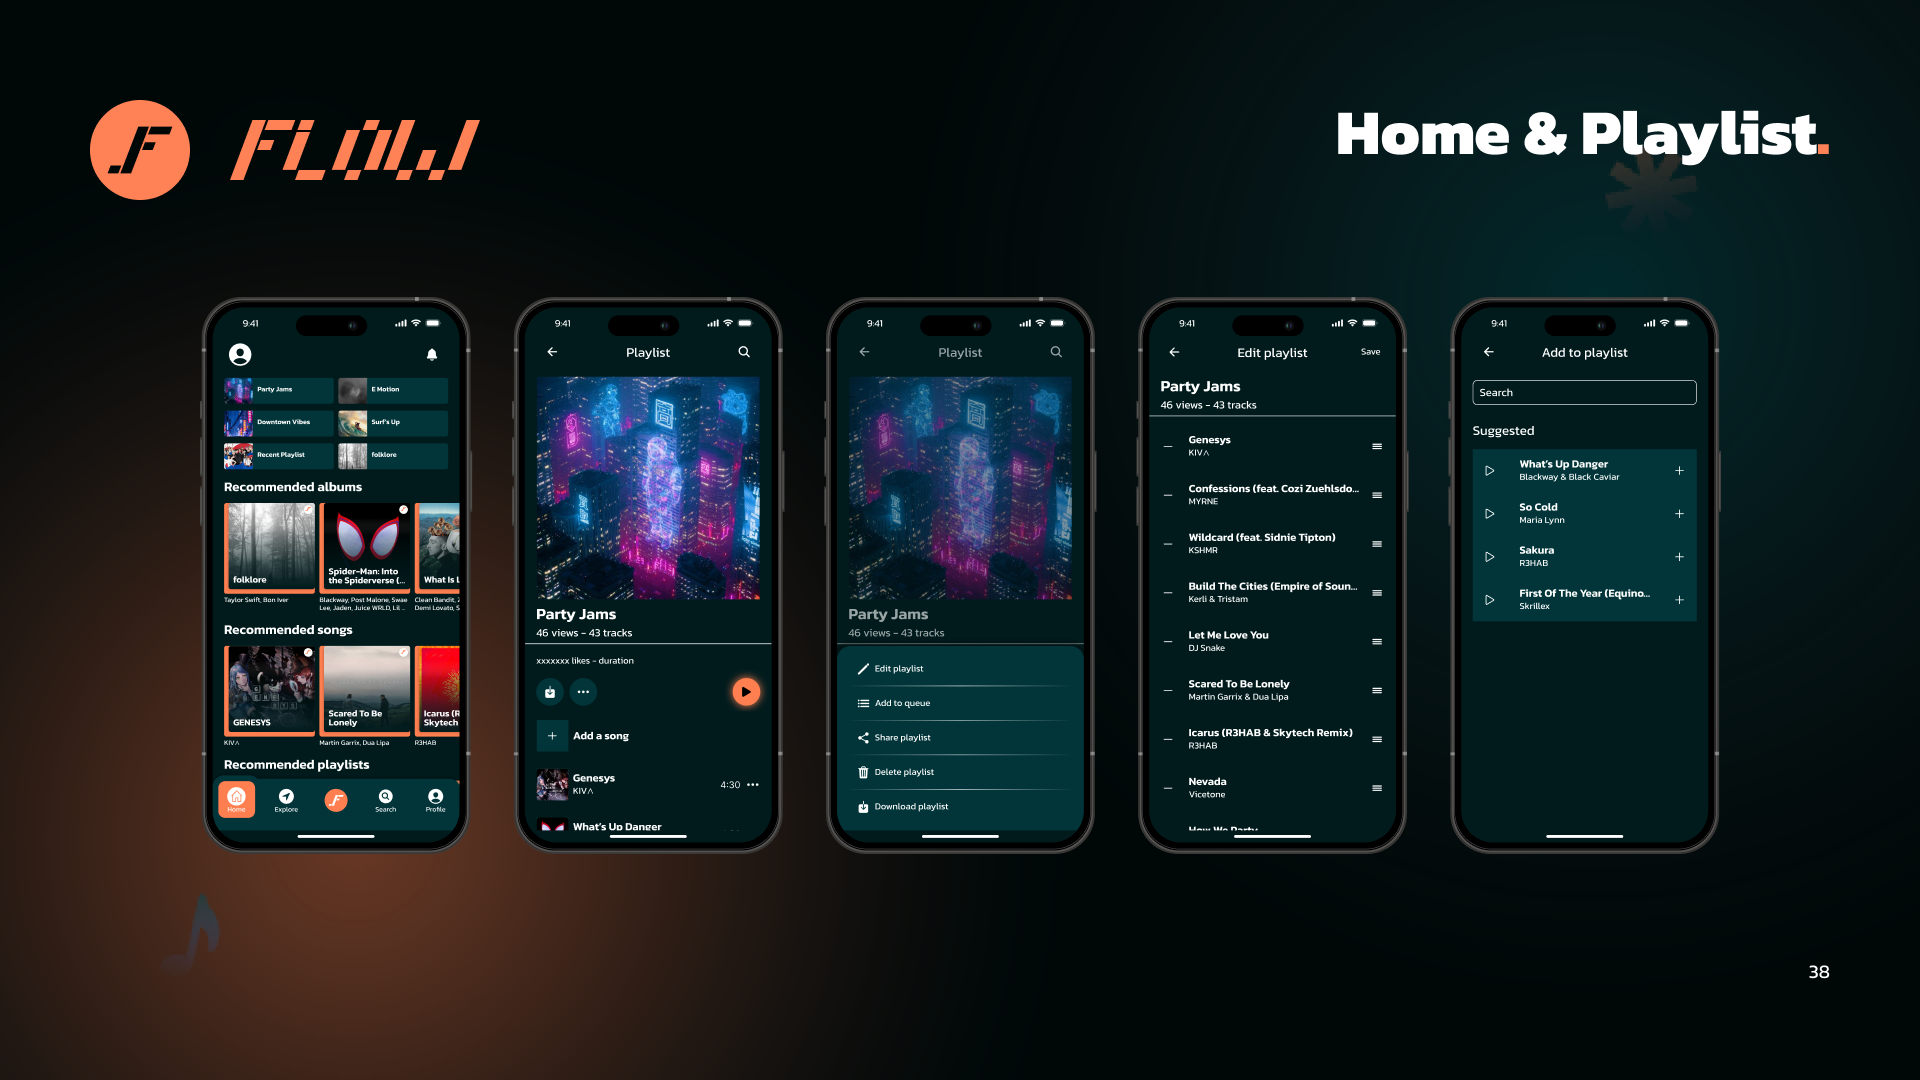 FLOW
Home & Playlist.
9:41
Party Jams
E Motion
Downtown Vibes
Surf's Up
Recent Playlist
folklore
Recommended albums
folklore
Spider-Man: Into
the Spiderverse (...
What Is L
Taylor Swift, Bon Iver
Blackway, Post Malone, Swae
Lee, Jaden, Juice WRLD, Lil ...
Clean Bandit, Z
Demi Lovato, S
Recommended songs
GENESYS
Scared To Be
Lonely
Icarus (R
Skytech
KIVΛ
Martin Garrix, Dua Lipa
R3HAB
Recommended playlists
Home
Explore
Search
Profile
9:41
Playlist
Party Jams
46 views - 43 tracks
xxxxxxx likes - duration
Add a song
Genesys
KIVΛ
4:30
What's Up Danger
9:41
Playlist
Party Jams
46 views - 43 tracks
Edit playlist
Add to queue
Share playlist
Delete playlist
Download playlist
9:41
Edit playlist
Save
Party Jams
46 views - 43 tracks
Genesys
KIVΛ
Confessions (feat. Cozi Zuehlsdo...
MYRNE
Wildcard (feat. Sidnie Tipton)
KSHMR
Build The Cities (Empire of Soun...
Kerli & Tristam
Let Me Love You
DJ Snake
Scared To Be Lonely
Martin Garrix & Dua Lipa
Icarus (R3HAB & Skytech Remix)
R3HAB
Nevada
Vicetone
How We Party
9:41
Add to playlist
Search
Suggested
What's Up Danger
Blackway & Black Caviar
So Cold
Maria Lynn
Sakura
R3HAB
First Of The Year (Equino...
Skrillex
38